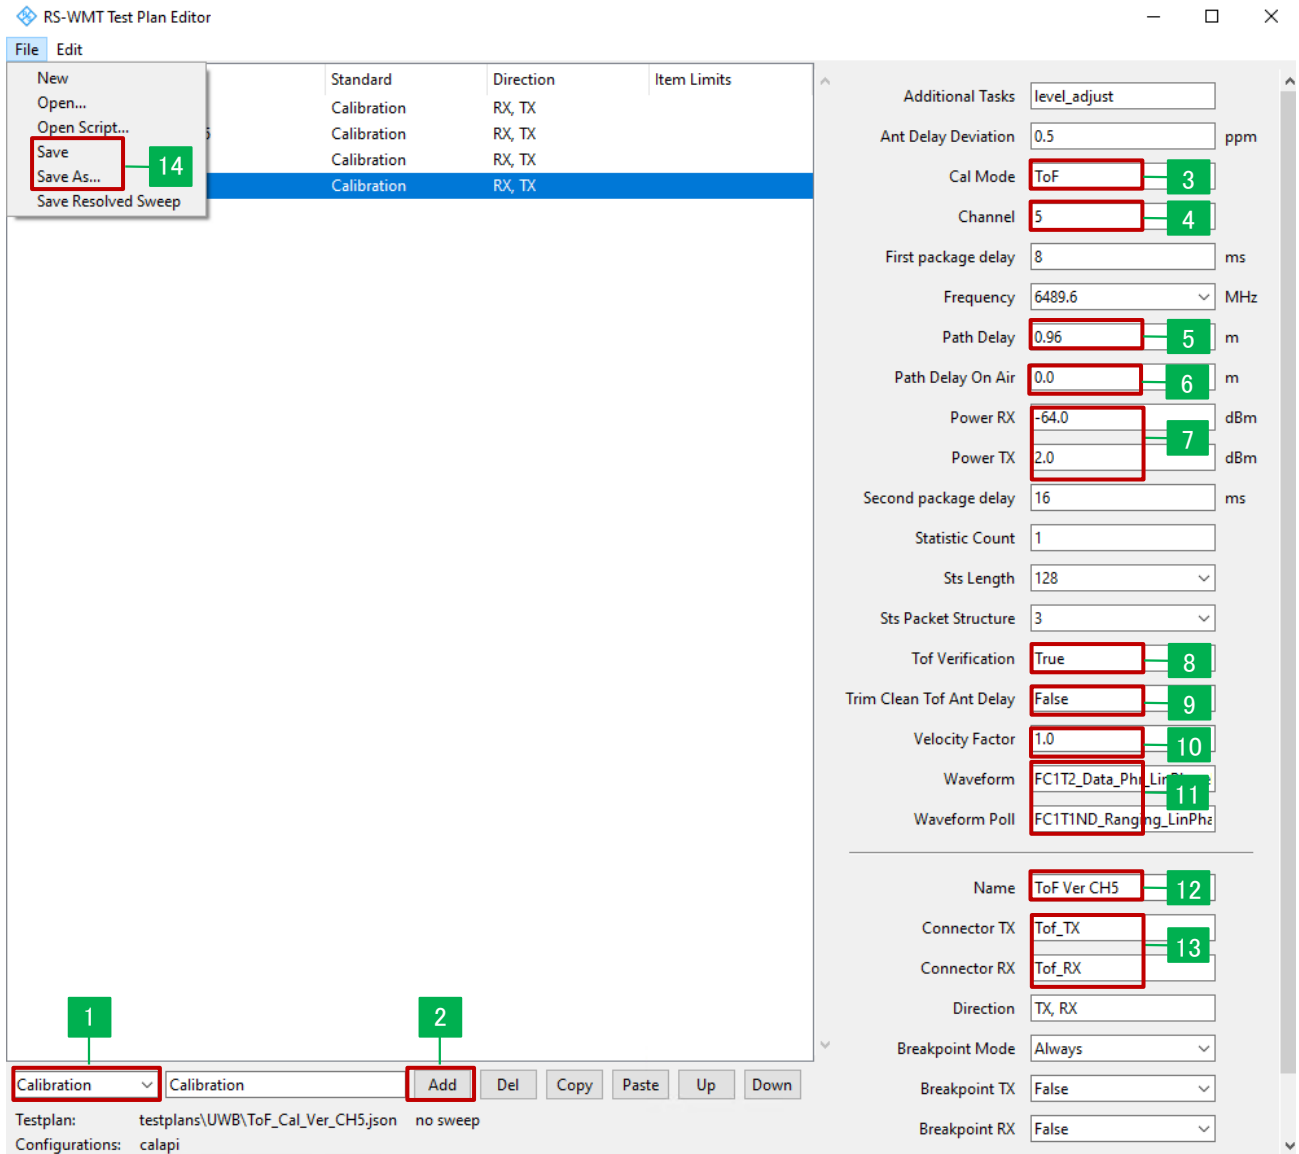 RS-WMT Test Plan Editor
File Edit
New
Open...
Open Script...
Save
Save As...
Save Resolved Sweep
14
Standard Direction Item Limits
Calibration RX, TX
Calibration RX, TX
Calibration RX, TX
Calibration RX, TX
Additional Tasks level_adjust
Ant Delay Deviation 0.5 ppm
Cal Mode ToF 3
Channel 5 4
First package delay 8 ms
Frequency 6489.6 MHz
Path Delay 0.96 5 m
Path Delay On Air 0.0 6 m
Power RX -64.0 dBm
7
Power TX 2.0 dBm
Second package delay 16 ms
Statistic Count 1
Sts Length 128
Sts Packet Structure 3
Tof Verification True 8
Trim Clean Tof Ant Delay False 9
Velocity Factor 1.0 10
Waveform FC1T2_Data_Phr_Lin
11
Waveform Poll FC1T1ND_Ranging_LinPha
Name ToF Ver CH5 12
Connector TX Tof_TX
13
Connector RX Tof_RX
Direction TX, RX
Breakpoint Mode Always
Breakpoint TX False
Breakpoint RX False
1 2
Calibration Calibration Add Del Copy Paste Up Down
Testplan: testplans\UWB\ToF_Cal_Ver_CH5.json no sweep
Configurations: calapi